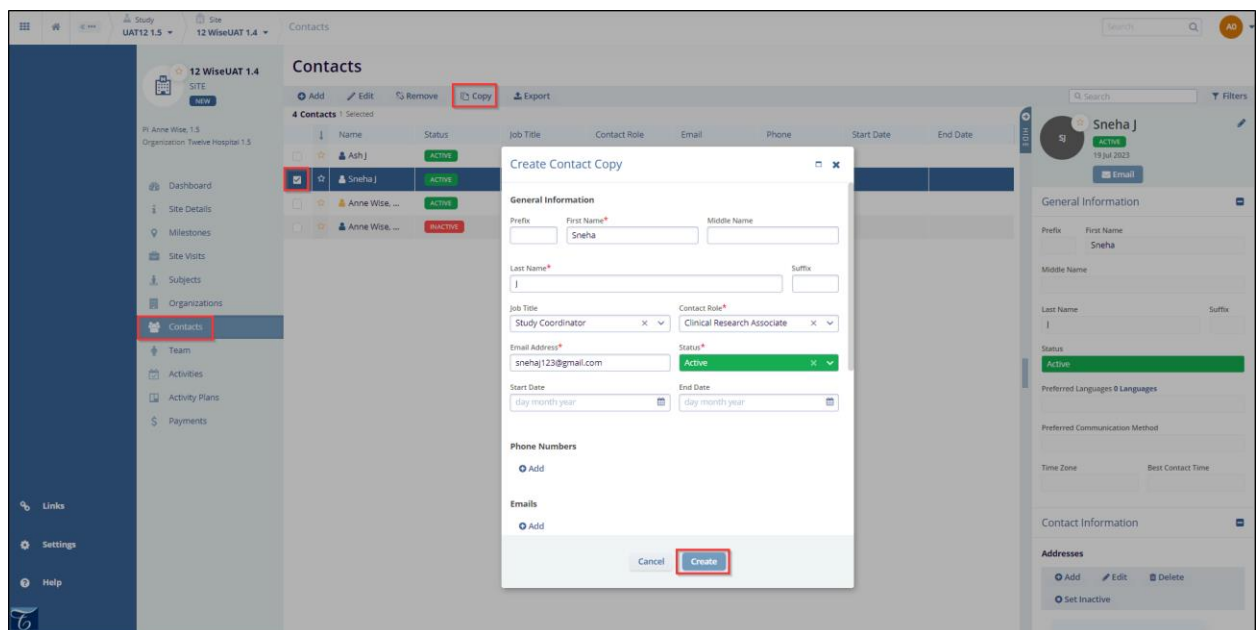 Study
UAT12 1.5
Site
12 WiseUAT 1.4
Contacts
Search
AD
12 WiseUAT 1.4
SITE
NEW
PI Anne Wise, 1.5
Organization Twelve Hospital 1.5
Dashboard
Site Details
Milestones
Site Visits
Subjects
Organizations
Contacts
Team
Activities
Activity Plans
Payments
Links
Settings
Help
Contacts
Add Edit Remove Copy Export
Search
Filters
4 Contacts 1 Selected
Name Status Job Title Contact Role Email Phone Start Date End Date
Ash J ACTIVE
Sneha J ACTIVE
Anne Wise, ... ACTIVE
Anne Wise, ... INACTIVE
Create Contact Copy
General Information
Prefix First Name* Middle Name
Sneha
Last Name* Suffix
J
Job Title Contact Role*
Study Coordinator Clinical Research Associate
Email Address* Status*
snehaj123@gmail.com Active
Start Date End Date
day month year day month year
Phone Numbers
Add
Emails
Add
Cancel Create
HIDE
SJ
Sneha J
ACTIVE
19 Jul 2023
Email
General Information
Prefix First Name
Sneha
Middle Name
Last Name Suffix
J
Status
Active
Preferred Languages 0 Languages
Preferred Communication Method
Time Zone Best Contact Time
Contact Information
Addresses
Add Edit Delete
Set Inactive